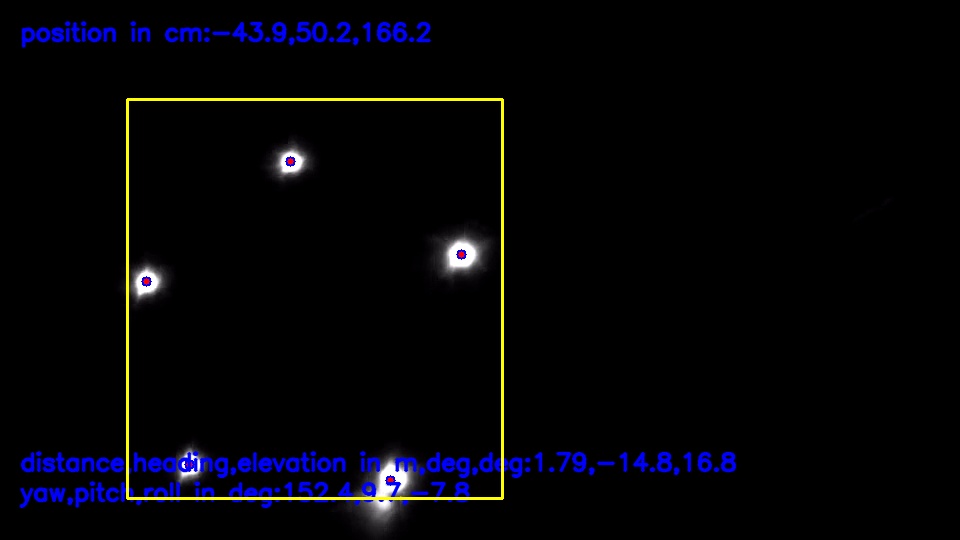 position in cm:-43.9,50.2,166.2
distance,heading,elevation in m,deg,deg:1.79,-14.8,16.8
yaw,pitch,roll in deg:152.4,9.7,-7.8